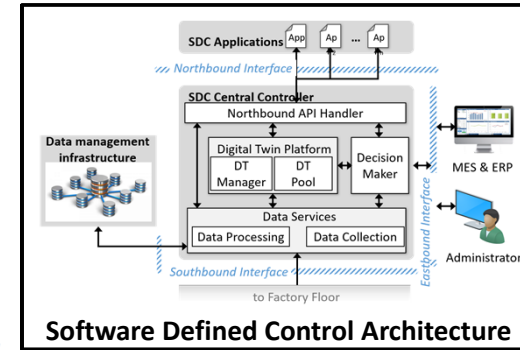 SDC Applications
App
Ap
...
Ap
Northbound Interface
SDC Central Controller
Northbound API Handler
Data management
infrastructure
Digital Twin Platform
DT
Manager
DT
Pool
Decision
Maker
MES & ERP
Data Services
Data Processing
Data Collection
Eastbound Interface
Administrator
Southbound Interface
to Factory Floor
Software Defined Control Architecture